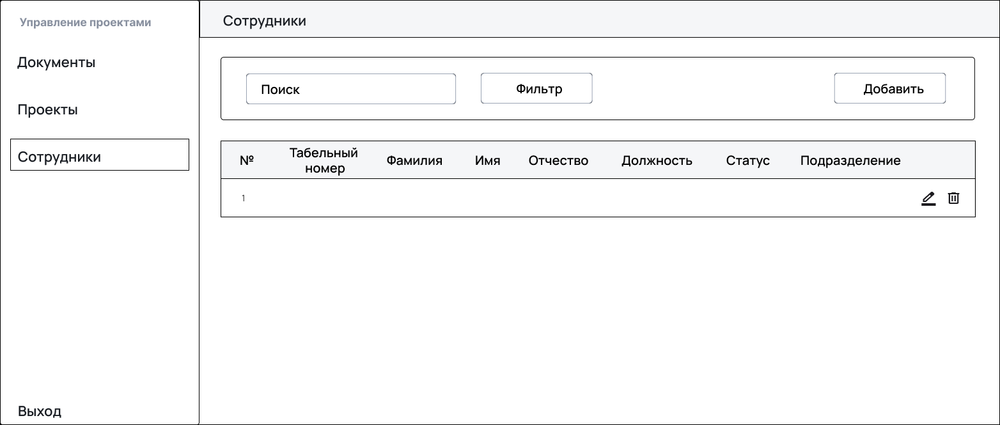 Управление проектами
Документы
Проекты
Сотрудники
Выход
Сотрудники
Поиск
Фильтр
Добавить
№
Табельный
номер
Фамилия
Имя
Отчество
Должность
Статус
Подразделение
1